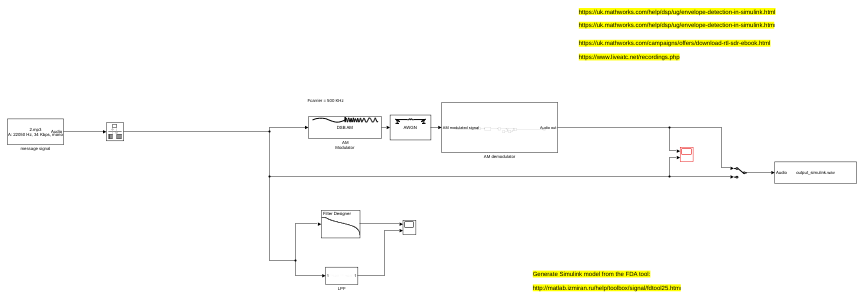 https://uk.mathworks.com/help/dsp/ug/envelope-detection-in-simulink.html
https://uk.mathworks.com/help/dsp/ug/envelope-detection-in-simulink.html
https://uk.mathworks.com/campaigns/offers/download-rtl-sdr-ebook.html
https://www.liveatc.net/recordings.php
Fcarrier = 500 KHz
2.mp3
A: 22050 Hz, 34 Kbps, mono
Audio
message signal
DSB AM
AM
Modulator
AWGN
AM modulated signal
Audio out
AM demodulator
Audio
output_simulink.wav
Filter Designer
1
1
LPF
Generate Simulink model from the FDA tool:
http://matlab.izmiran.ru/help/toolbox/signal/fdtool25.html